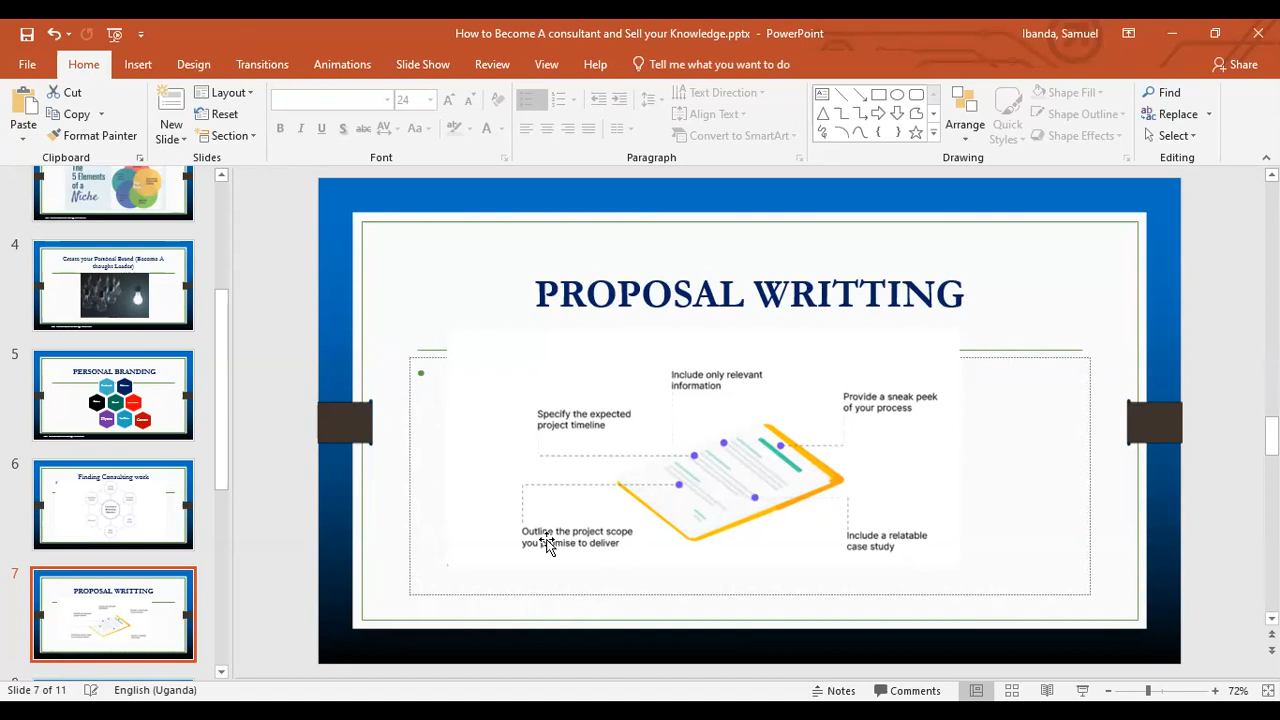 How to Become A consultant and Sell your Knowledge.pptx - PowerPoint
Ibanda, Samuel
File Home Insert Design Transitions Animations Slide Show Review View Help Tell me what you want to do Share
Paste
Cut
Copy
Format Painter
Clipboard
New
Slide
Layout
Reset
Section
Slides
24
B I U S abc AV Aa A
Font
Text Direction
Align Text
Convert to SmartArt
Paragraph
Arrange
Quick
Styles
Shape Fill
Shape Outline
Shape Effects
Drawing
Find
Replace
Select
Editing
The
5 Elements
of a
Niche
4
Create your Personal Brand (Become A
thought Leader)
5
PERSONAL BRANDING
6
Finding Consulting work
7
PROPOSAL WRITTING
PROPOSAL WRITTING
Include only relevant
information
Provide a sneak peek
of your process
Specify the expected
project timeline
Outline the project scope
you promise to deliver
Include a relatable
case study
Slide 7 of 11
English (Uganda)
Notes
Comments
72%